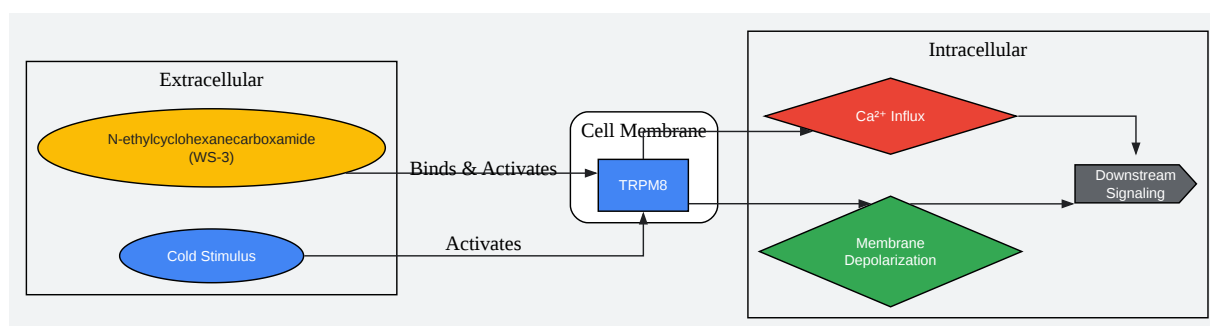 Extracellular
N-ethylcyclohexanecarboxamide
(WS-3)
Cold Stimulus
Binds & Activates
Activates
Cell Membrane
TRPM8
Intracellular
Ca²⁺ Influx
Membrane
Depolarization
Downstream
Signaling